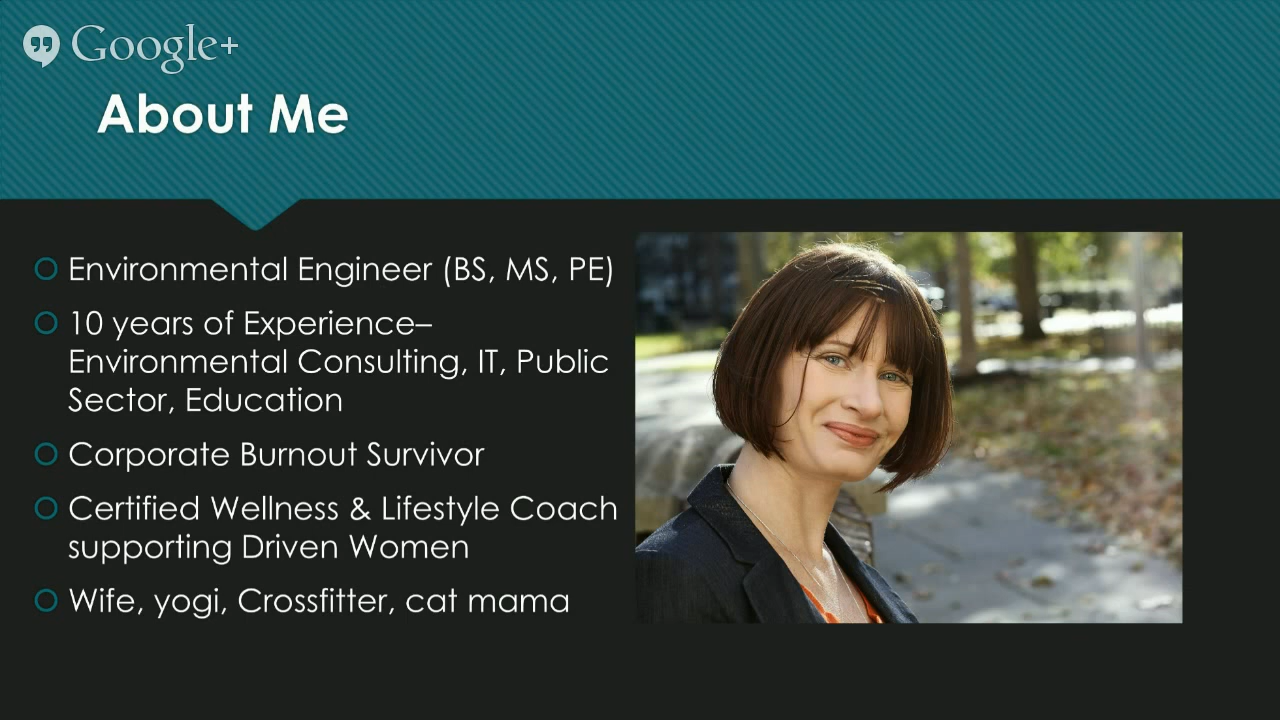 Google+
About Me
Environmental Engineer (BS, MS, PE)
10 years of Experience–
Environmental Consulting, IT, Public
Sector, Education
Corporate Burnout Survivor
Certified Wellness & Lifestyle Coach
supporting Driven Women
Wife, yogi, Crossfitter, cat mama